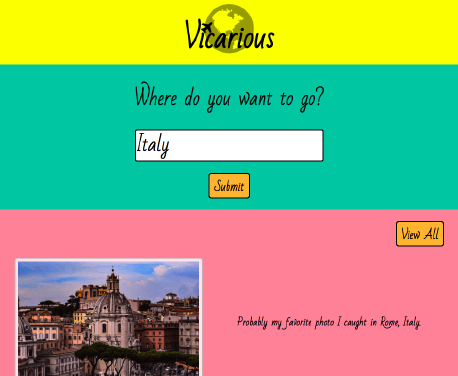 Vicarious
Where do you want to go?
Italy
Submit
View All
Probably my favorite photo I caught in Rome, Italy.